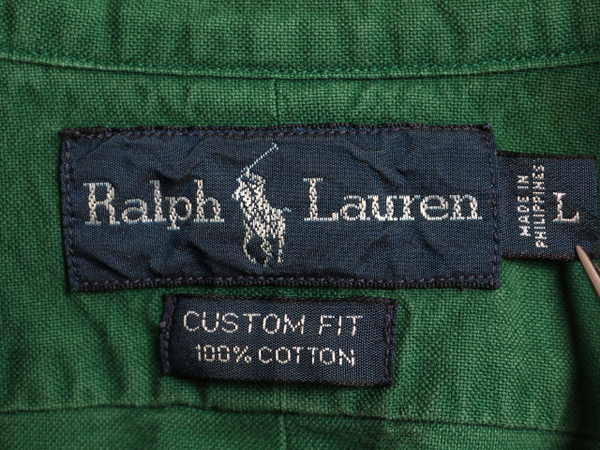 Ralph Lauren
MADE IN
PHILIPPINES
L
CUSTOM FIT
100% COTTON